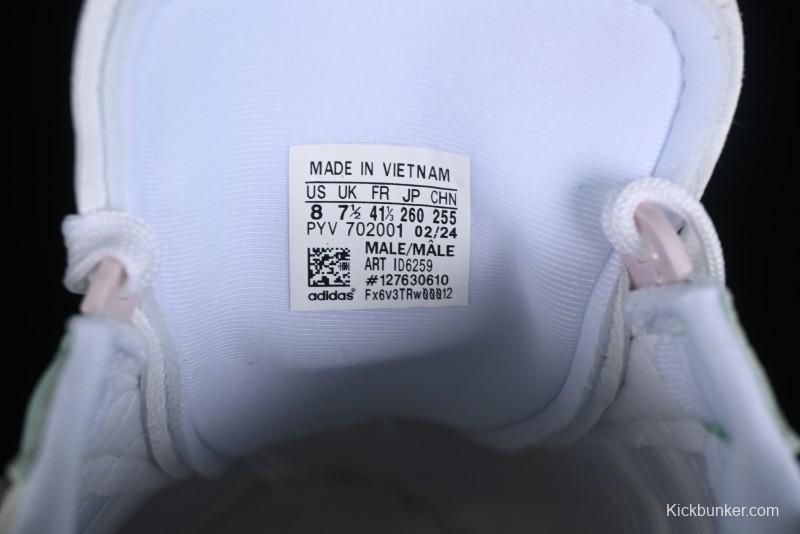 MADE IN VIETNAM
US UK FR JP CHN
8 7½ 41⅓ 260 255
PYV 702001 02/24
MALE/MÂLE
ART ID6259
#127630610
adidas® Fx6v3TRw00012
Kickbunker.com